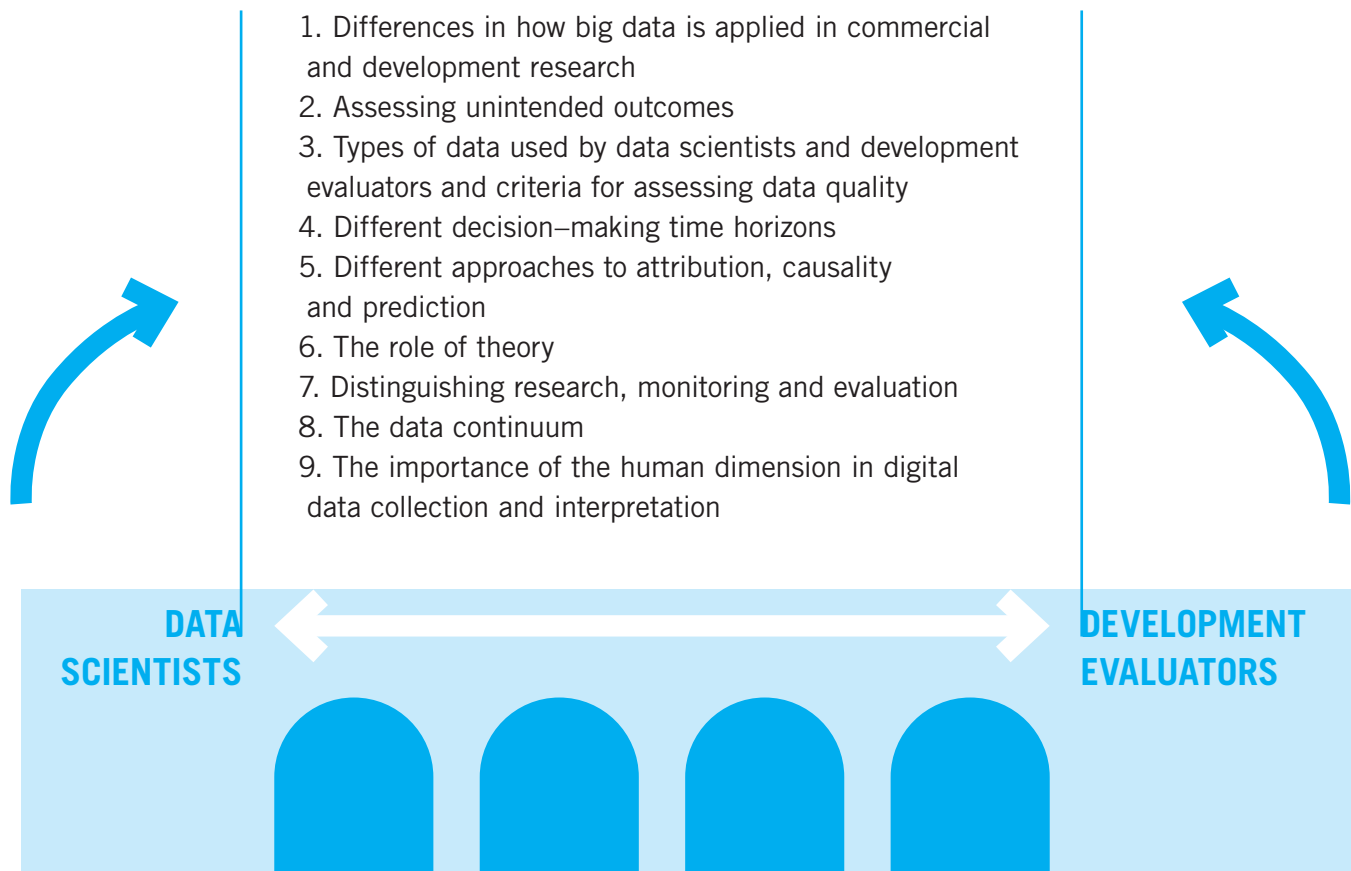 1. Differences in how big data is applied in commercial
and development research
2. Assessing unintended outcomes
3. Types of data used by data scientists and development
evaluators and criteria for assessing data quality
4. Different decision–making time horizons
5. Different approaches to attribution, causality
and prediction
6. The role of theory
7. Distinguishing research, monitoring and evaluation
8. The data continuum
9. The importance of the human dimension in digital
data collection and interpretation
DATA
SCIENTISTS
DEVELOPMENT
EVALUATORS